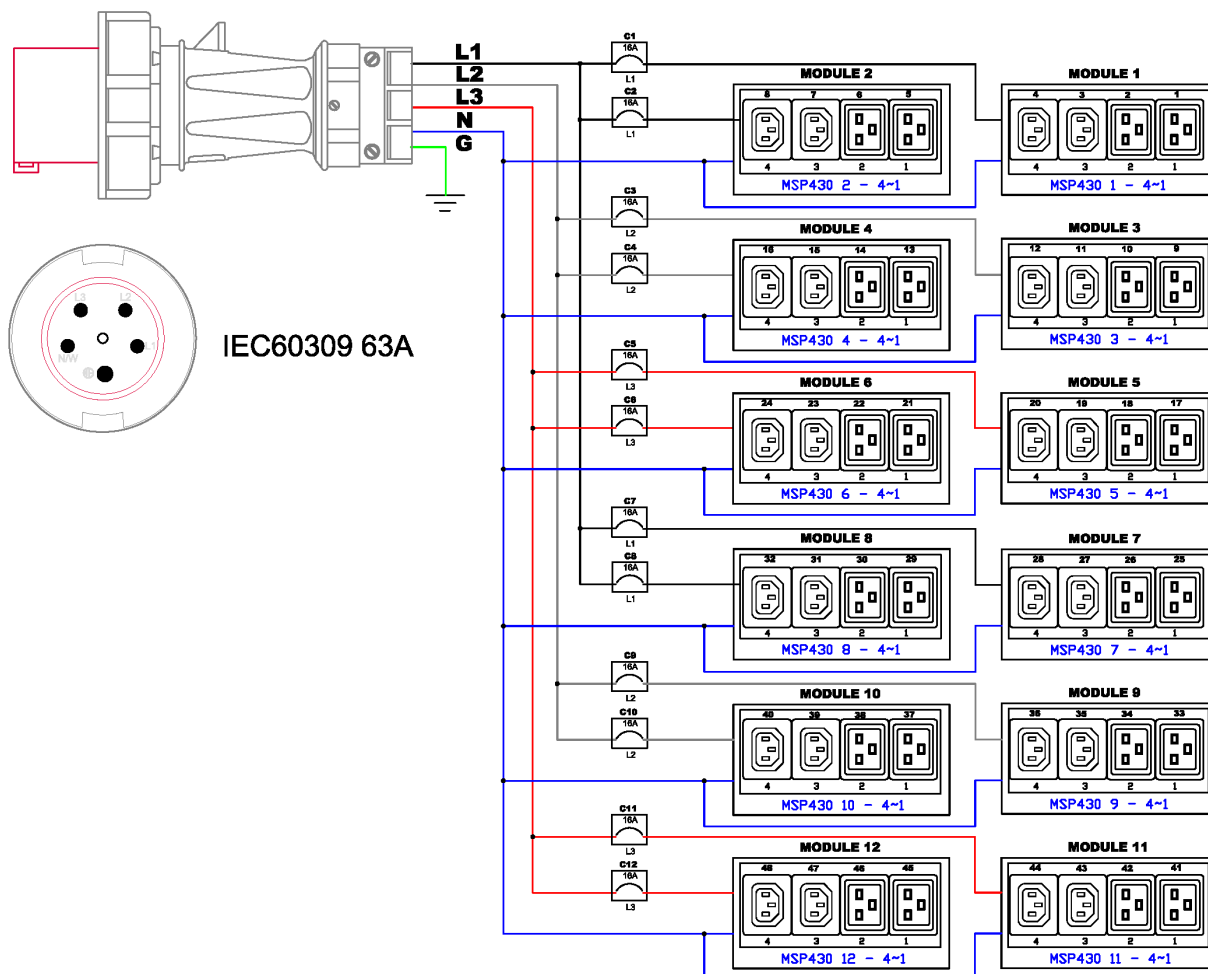 L1
L2
L3
N
G
L3 L2
N/W L1
IEC60309 63A
C1
16A
L1
C2
16A
L1
MODULE 2
8 7 6 5
4 3 2 1
MSP430 2 - 4~1
MODULE 1
4 3 2 1
4 3 2 1
MSP430 1 - 4~1
C3
16A
L2
C4
16A
L2
MODULE 4
16 15 14 13
4 3 2 1
MSP430 4 - 4~1
MODULE 3
12 11 10 9
4 3 2 1
MSP430 3 - 4~1
C5
16A
L3
C6
16A
L3
MODULE 6
24 23 22 21
4 3 2 1
MSP430 6 - 4~1
MODULE 5
20 19 18 17
4 3 2 1
MSP430 5 - 4~1
C7
16A
L1
C8
16A
L1
MODULE 8
32 31 30 29
4 3 2 1
MSP430 8 - 4~1
MODULE 7
28 27 26 25
4 3 2 1
MSP430 7 - 4~1
C9
16A
L2
C10
16A
L2
MODULE 10
40 39 38 37
4 3 2 1
MSP430 10 - 4~1
MODULE 9
36 35 34 33
4 3 2 1
MSP430 9 - 4~1
C11
16A
L3
C12
16A
L3
MODULE 12
48 47 46 45
4 3 2 1
MSP430 12 - 4~1
MODULE 11
44 43 42 41
4 3 2 1
MSP430 11 - 4~1